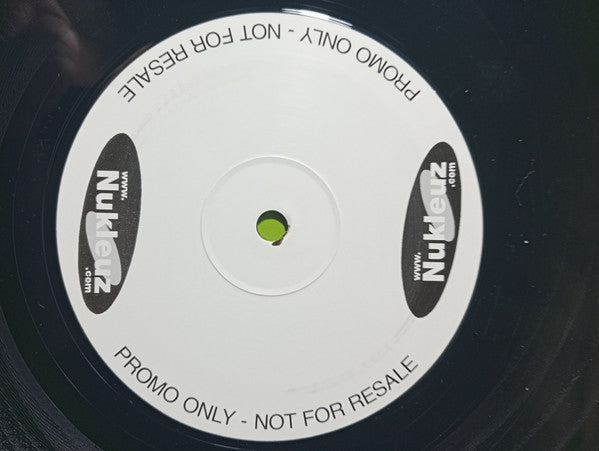 PROMO ONLY - NOT FOR RESALE
www.
Nukleuz
.com
www.
Nukleuz
.com
PROMO ONLY - NOT FOR RESALE